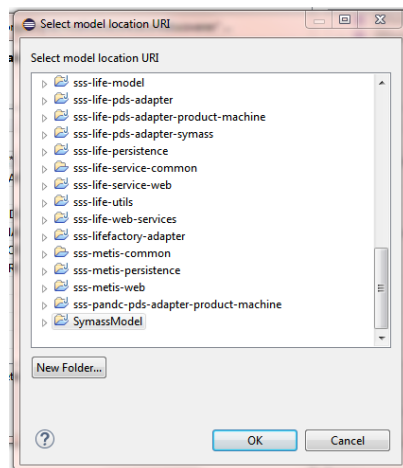 Select model location URI
Select model location URI
sss-life-model
sss-life-pds-adapter
sss-life-pds-adapter-product-machine
sss-life-pds-adapter-symass
sss-life-persistence
sss-life-service-common
sss-life-service-web
sss-life-utils
sss-life-web-services
sss-lifefactory-adapter
sss-metis-common
sss-metis-persistence
sss-metis-web
sss-pandc-pds-adapter-product-machine
SymassModel
New Folder...
OK Cancel